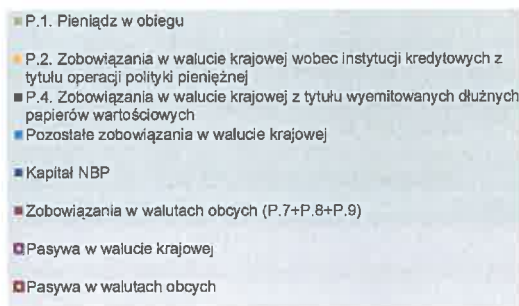 P.1. Pieniądz w obiegu
P.2. Zobowiązania w walucie krajowej wobec instytucji kredytowych z
tytułu operacji polityki pieniężnej
P.4. Zobowiązania w walucie krajowej z tytułu wyemitowanych dłużnych
papierów wartościowych
Pozostałe zobowiązania w walucie krajowej
Kapitał NBP
Zobowiązania w walutach obcych (P.7+P.8+P.9)
Pasywa w walucie krajowej
Pasywa w walutach obcych